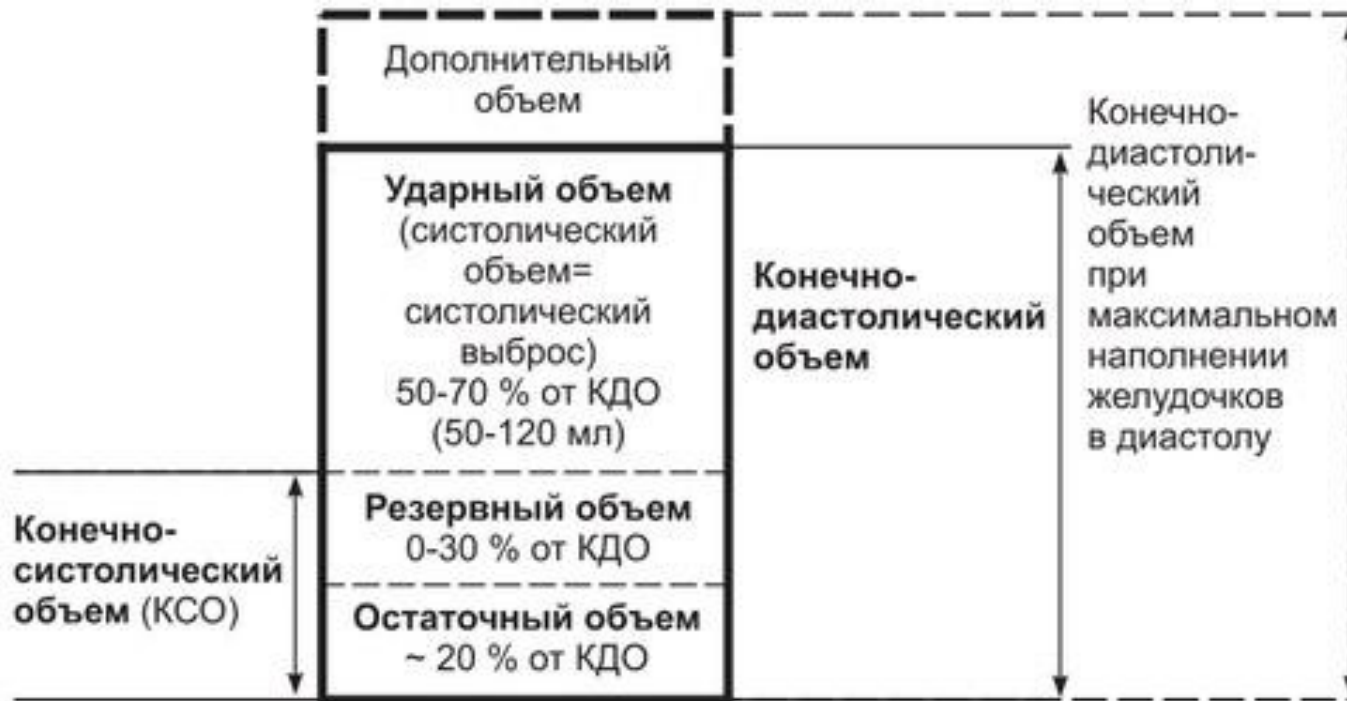 Дополнительный
объем
Ударный объем
(систолический
объем=
систолический
выброс)
50-70 % от КДО
(50-120 мл)
Резервный объем
0-30 % от КДО
Остаточный объем
~ 20 % от КДО
Конечно-
систолический
объем (КСО)
Конечно-
диастолический
объем
Конечно-
диастоли-
ческий
объем
при
максимальном
наполнении
желудочков
в диастолу